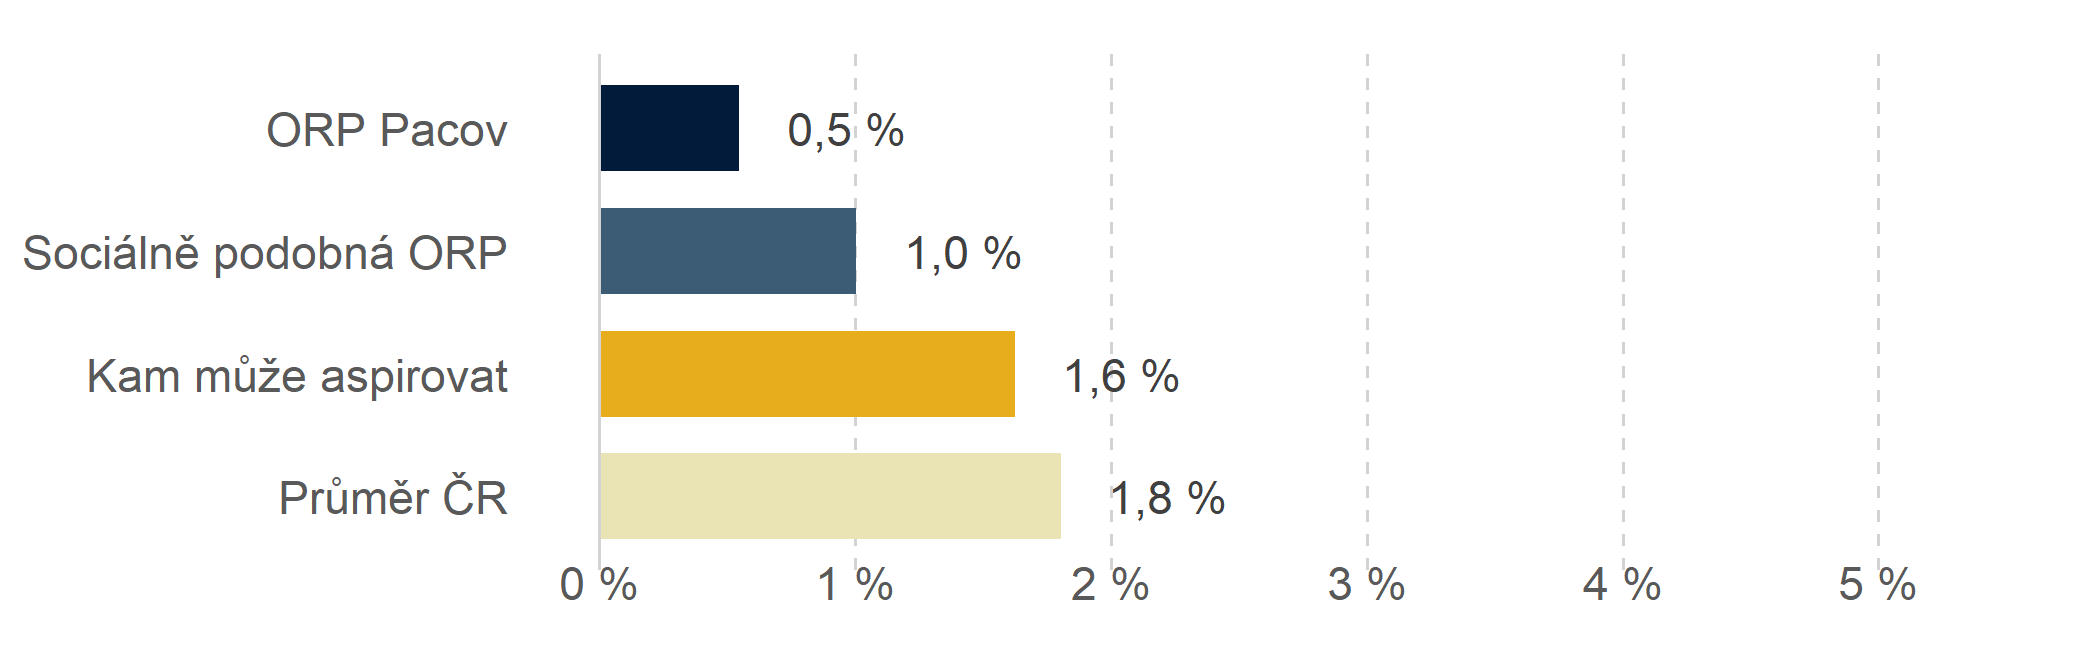 ORP Pacov 0,5 %
Sociálně podobná ORP 1,0 %
Kam může aspirovat 1,6 %
Průměr ČR 1,8 %
0 % 1 % 2 % 3 % 4 % 5 %